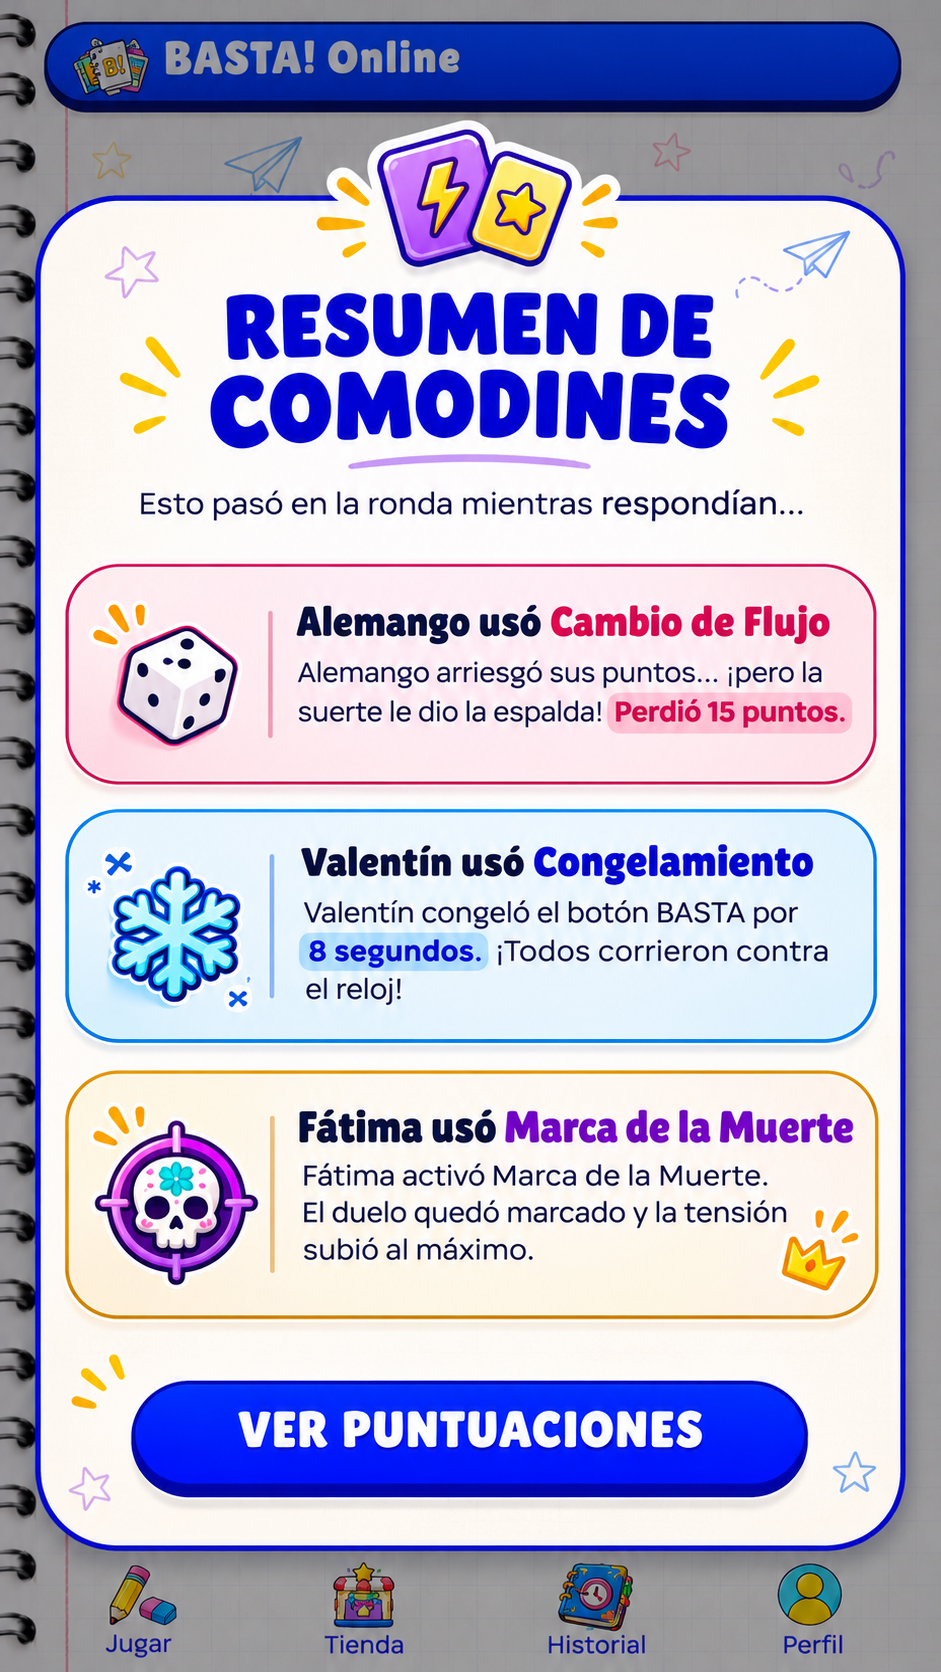 B!
BASTA! Online
RESUMEN DE
COMODINES
Esto pasó en la ronda mientras respondían...
Alemango usó Cambio de Flujo
Alemango arriesgó sus puntos... ¡pero la
suerte le dio la espalda! Perdió 15 puntos.
Valentín usó Congelamiento
Valentín congeló el botón BASTA por
8 segundos. ¡Todos corrieron contra
el reloj!
Fátima usó Marca de la Muerte
Fátima activó Marca de la Muerte.
El duelo quedó marcado y la tensión
subió al máximo.
VER PUNTUACIONES
Jugar
Tienda
Historial
Perfil